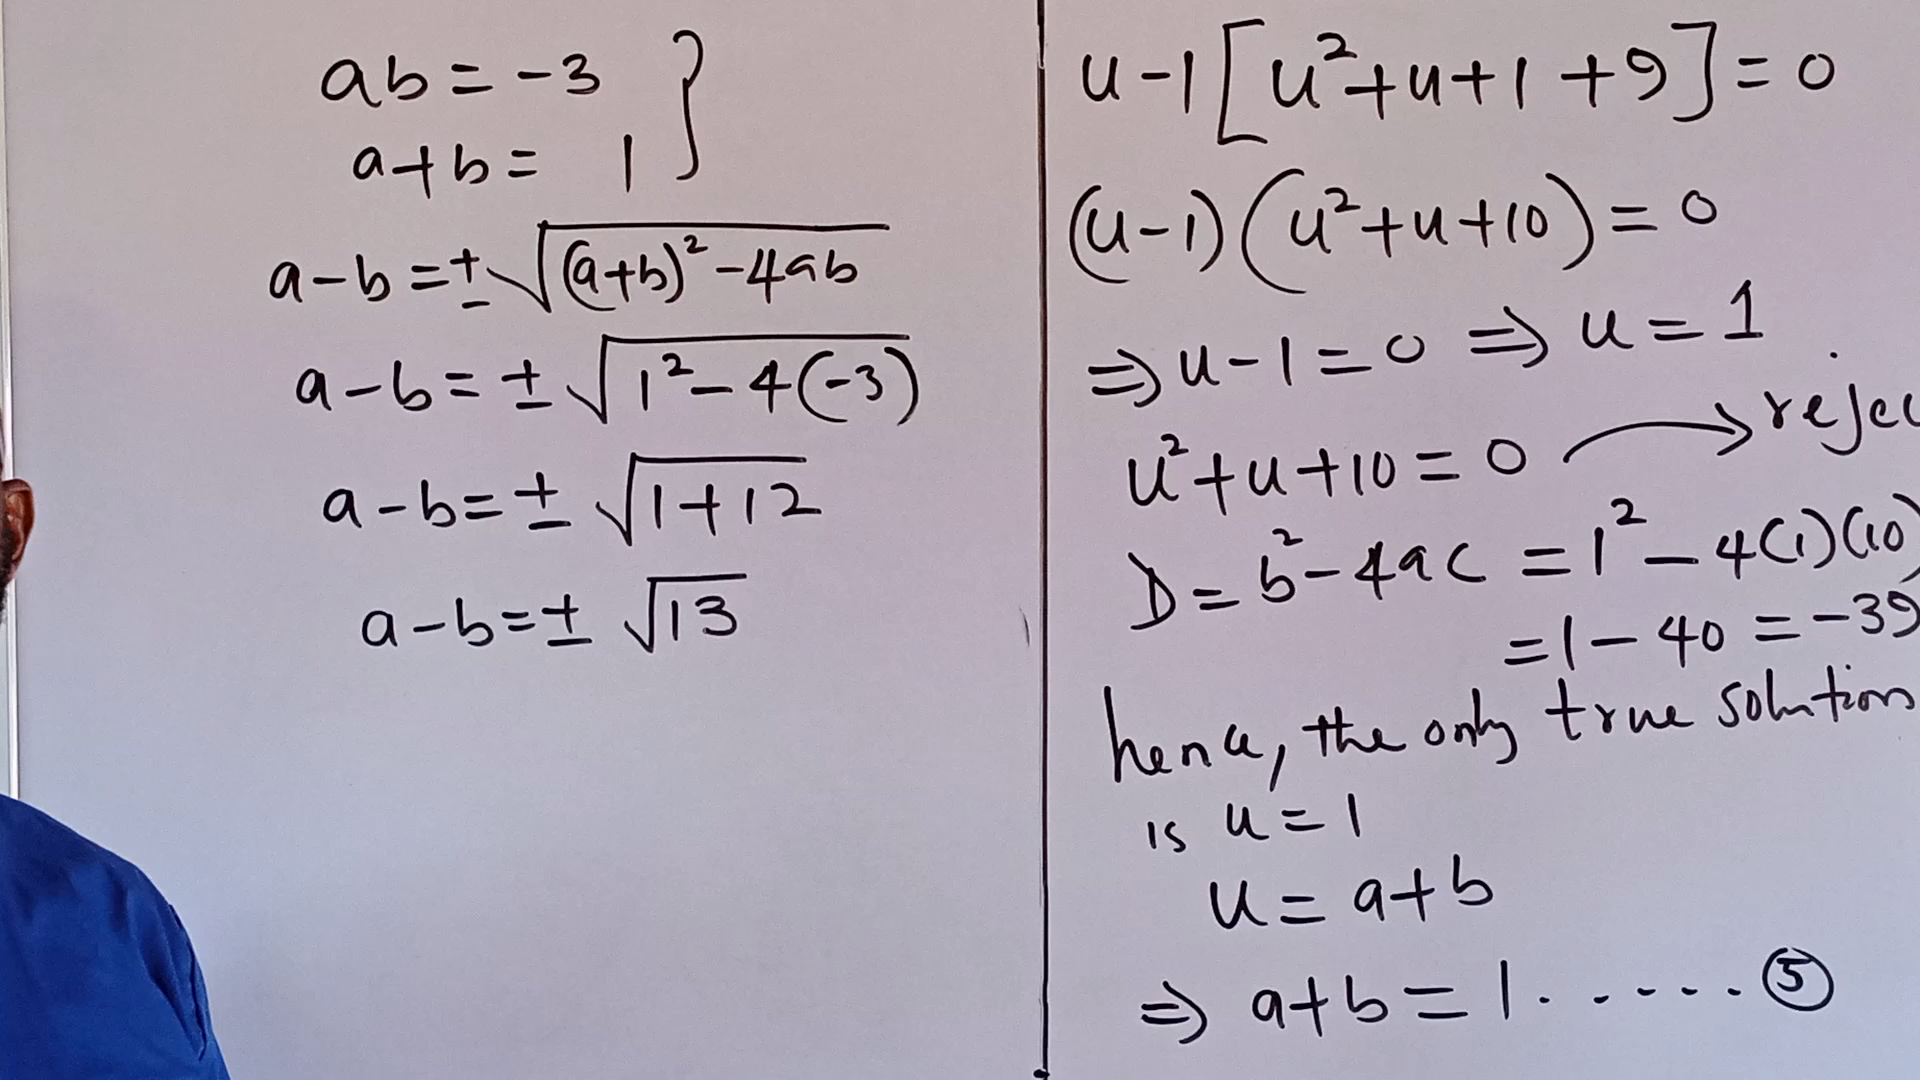 ab = -3
a+b = 1
a-b = ± √((a+b)² - 4ab)
a-b = ± √(1² - 4(-3))
a-b = ± √(1+12)
a-b = ± √13
u-1[u²+u+1+9] = 0
(u-1)(u²+u+10) = 0
⇒ u-1 = 0 ⇒ u = 1
u²+u+10 = 0 → rejec
D = b²-4ac = 1² - 4(1)(10)
= 1 - 40 = -39
hence, the only true solution
is u = 1
u = a+b
⇒ a+b = 1 . . . . . . ⑤